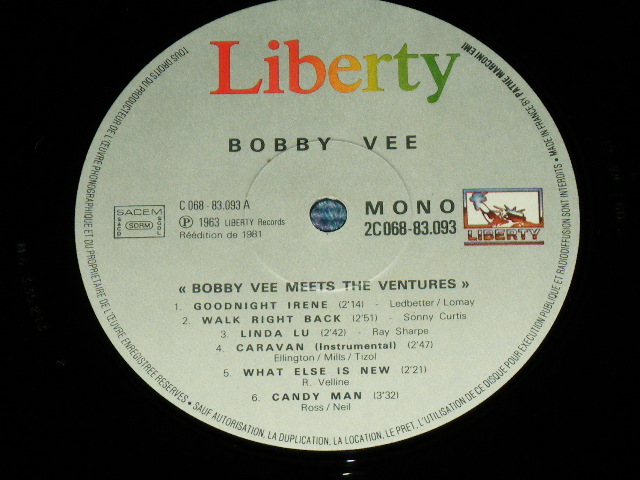 Liberty
BOBBY VEE
C 068 - 83.093 A
Ⓟ 1963 LIBERTY Records
Réédition de 1981
SACEM
SACD
SDRM
SGDL
MONO
2C 068-83.093
LIBERTY
« BOBBY VEE MEETS THE VENTURES »
1. GOODNIGHT IRENE (2'14) - Ledbetter / Lomay
2. WALK RIGHT BACK (2'51) - Sonny Curtis
3. LINDA LU (2'42) - Ray Sharpe
4. CARAVAN (Instrumental) (2'47)
Ellington / Mills / Tizol
5. WHAT ELSE IS NEW (2'21)
R. Velline
6. CANDY MAN (3'32)
Ross / Neil
TOUS DROITS DU PRODUCTEUR DE L'ŒUVRE PHONOGRAPHIQUE ET DU PROPRIETAIRE DE L'ŒUVRE ENREGISTREE RESERVES • SAUF AUTORISATION, LA DUPLICATION, LA LOCATION, LE PRET, L'UTILISATION DE CE DISQUE POUR EXECUTION PUBLIQUE ET RADIODIFFUSION SONT INTERDITS • MADE IN FRANCE BY PATHE MARCONI EMI